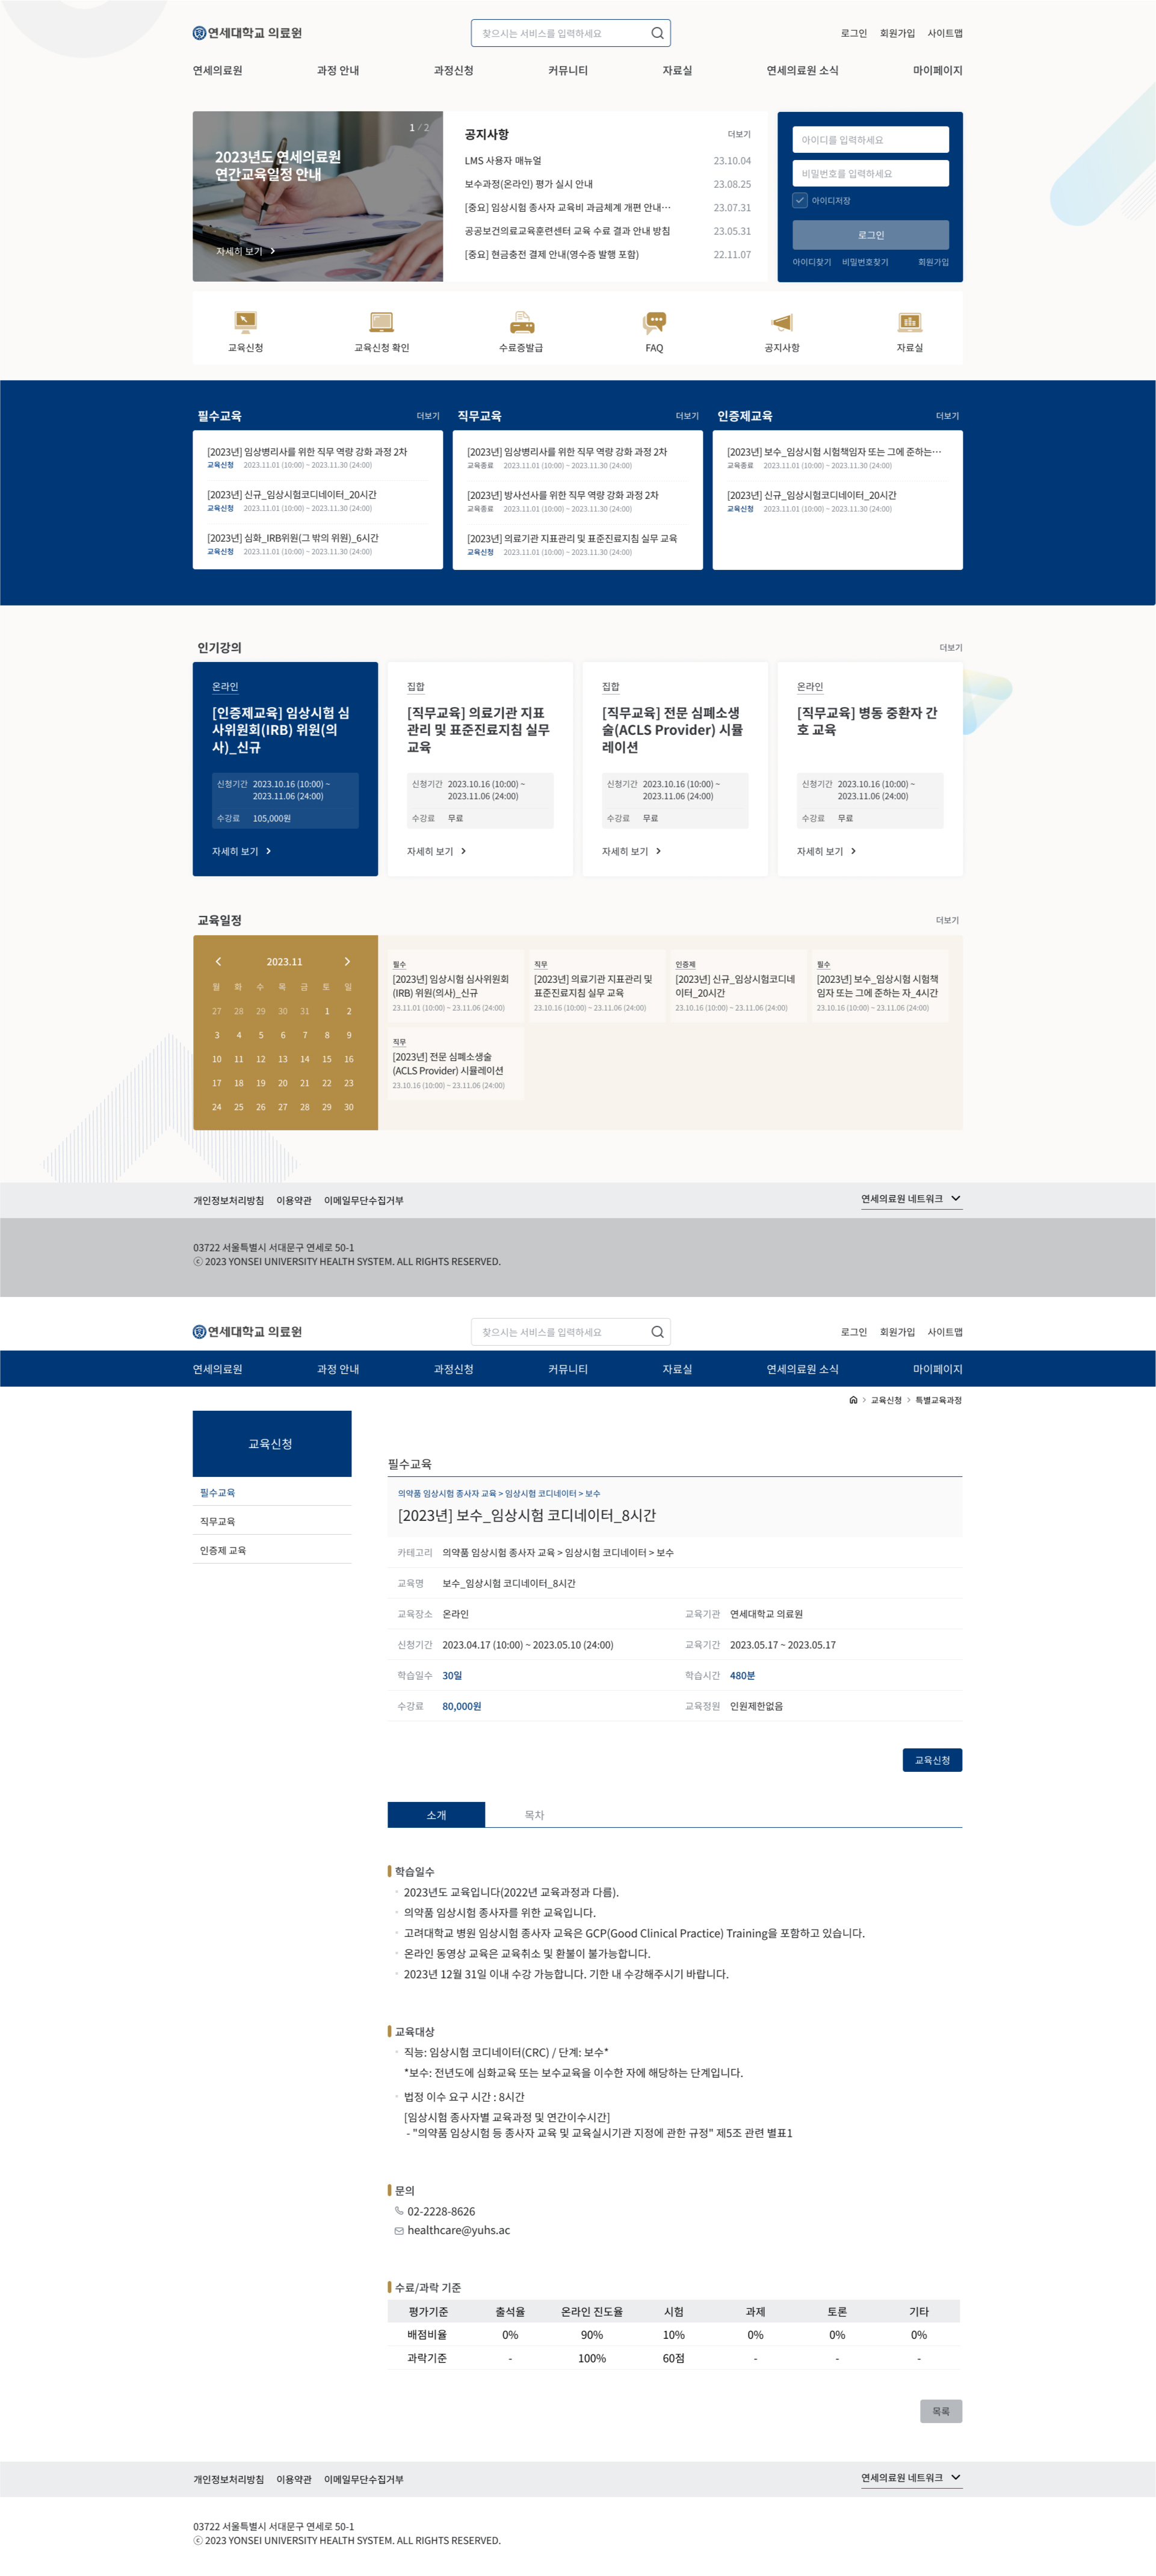 연세대학교 의료원
찾으시는 서비스를 입력하세요
로그인 회원가입 사이트맵
연세의료원 과정 안내 과정신청 커뮤니티 자료실 연세의료원 소식 마이페이지
1 / 2
2023년도 연세의료원
연간교육일정 안내
자세히 보기
공지사항 더보기
LMS 사용자 매뉴얼 23.10.04
보수과정(온라인) 평가 실시 안내 23.08.25
[중요] 임상시험 종사자 교육비 과금체계 개편 안내… 23.07.31
공공보건의료교육훈련센터 교육 수료 결과 안내 방침 23.05.31
[중요] 현금충전 결제 안내(영수증 발행 포함) 22.11.07
아이디를 입력하세요
비밀번호를 입력하세요
아이디저장
로그인
아이디찾기 비밀번호찾기 회원가입
교육신청 교육신청 확인 수료증발급 FAQ 공지사항 자료실
필수교육 더보기
[2023년] 임상병리사를 위한 직무 역량 강화 과정 2차
교육신청 2023.11.01 (10:00) ~ 2023.11.30 (24:00)
[2023년] 신규_임상시험코디네이터_20시간
교육신청 2023.11.01 (10:00) ~ 2023.11.30 (24:00)
[2023년] 심화_IRB위원(그 밖의 위원)_6시간
교육신청 2023.11.01 (10:00) ~ 2023.11.30 (24:00)
직무교육 더보기
[2023년] 임상병리사를 위한 직무 역량 강화 과정 2차
교육종료 2023.11.01 (10:00) ~ 2023.11.30 (24:00)
[2023년] 방사선사를 위한 직무 역량 강화 과정 2차
교육종료 2023.11.01 (10:00) ~ 2023.11.30 (24:00)
[2023년] 의료기관 지표관리 및 표준진료지침 실무 교육
교육신청 2023.11.01 (10:00) ~ 2023.11.30 (24:00)
인증제교육 더보기
[2023년] 보수_임상시험 시험책임자 또는 그에 준하는…
교육종료 2023.11.01 (10:00) ~ 2023.11.30 (24:00)
[2023년] 신규_임상시험코디네이터_20시간
교육신청 2023.11.01 (10:00) ~ 2023.11.30 (24:00)
인기강의 더보기
온라인
[인증제교육] 임상시험 심
사위원회(IRB) 위원(의
사)_신규
신청기간 2023.10.16 (10:00) ~
2023.11.06 (24:00)
수강료 105,000원
자세히 보기
집합
[직무교육] 의료기관 지표
관리 및 표준진료지침 실무
교육
신청기간 2023.10.16 (10:00) ~
2023.11.06 (24:00)
수강료 무료
자세히 보기
집합
[직무교육] 전문 심폐소생
술(ACLS Provider) 시뮬
레이션
신청기간 2023.10.16 (10:00) ~
2023.11.06 (24:00)
수강료 무료
자세히 보기
온라인
[직무교육] 병동 중환자 간
호 교육
신청기간 2023.10.16 (10:00) ~
2023.11.06 (24:00)
수강료 무료
자세히 보기
교육일정 더보기
2023.11
월 화 수 목 금 토 일
27 28 29 30 31 1 2
3 4 5 6 7 8 9
10 11 12 13 14 15 16
17 18 19 20 21 22 23
24 25 26 27 28 29 30
필수
[2023년] 임상시험 심사위원회
(IRB) 위원(의사)_신규
23.11.01 (10:00) ~ 23.11.06 (24:00)
직무
[2023년] 의료기관 지표관리 및
표준진료지침 실무 교육
23.10.16 (10:00) ~ 23.11.06 (24:00)
인증제
[2023년] 신규_임상시험코디네
이터_20시간
23.10.16 (10:00) ~ 23.11.06 (24:00)
필수
[2023년] 보수_임상시험 시험책
임자 또는 그에 준하는 자_4시간
23.10.16 (10:00) ~ 23.11.06 (24:00)
직무
[2023년] 전문 심폐소생술
(ACLS Provider) 시뮬레이션
23.10.16 (10:00) ~ 23.11.06 (24:00)
개인정보처리방침 이용약관 이메일무단수집거부 연세의료원 네트워크
03722 서울특별시 서대문구 연세로 50-1
ⓒ 2023 YONSEI UNIVERSITY HEALTH SYSTEM. ALL RIGHTS RESERVED.
연세대학교 의료원
찾으시는 서비스를 입력하세요
로그인 회원가입 사이트맵
연세의료원 과정 안내 과정신청 커뮤니티 자료실 연세의료원 소식 마이페이지
> 교육신청 > 특별교육과정
교육신청
필수교육
직무교육
인증제 교육
필수교육
의약품 임상시험 종사자 교육 > 임상시험 코디네이터 > 보수
[2023년] 보수_임상시험 코디네이터_8시간
카테고리 의약품 임상시험 종사자 교육 > 임상시험 코디네이터 > 보수
교육명 보수_임상시험 코디네이터_8시간
교육장소 온라인 교육기관 연세대학교 의료원
신청기간 2023.04.17 (10:00) ~ 2023.05.10 (24:00) 교육기간 2023.05.17 ~ 2023.05.17
학습일수 30일 학습시간 480분
수강료 80,000원 교육정원 인원제한없음
교육신청
소개 목차
학습일수
2023년도 교육입니다(2022년 교육과정과 다름).
의약품 임상시험 종사자를 위한 교육입니다.
고려대학교 병원 임상시험 종사자 교육은 GCP(Good Clinical Practice) Training을 포함하고 있습니다.
온라인 동영상 교육은 교육취소 및 환불이 불가능합니다.
2023년 12월 31일 이내 수강 가능합니다. 기한 내 수강해주시기 바랍니다.
교육대상
직능: 임상시험 코디네이터(CRC) / 단계: 보수*
*보수: 전년도에 심화교육 또는 보수교육을 이수한 자에 해당하는 단계입니다.
법정 이수 요구 시간 : 8시간
[임상시험 종사자별 교육과정 및 연간이수시간]
- "의약품 임상시험 등 종사자 교육 및 교육실시기관 지정에 관한 규정" 제5조 관련 별표1
문의
02-2228-8626
healthcare@yuhs.ac
수료/과락 기준
평가기준 출석율 온라인 진도율 시험 과제 토론 기타
배점비율 0% 90% 10% 0% 0% 0%
과락기준 - 100% 60점 - - -
목록
개인정보처리방침 이용약관 이메일무단수집거부 연세의료원 네트워크
03722 서울특별시 서대문구 연세로 50-1
ⓒ 2023 YONSEI UNIVERSITY HEALTH SYSTEM. ALL RIGHTS RESERVED.